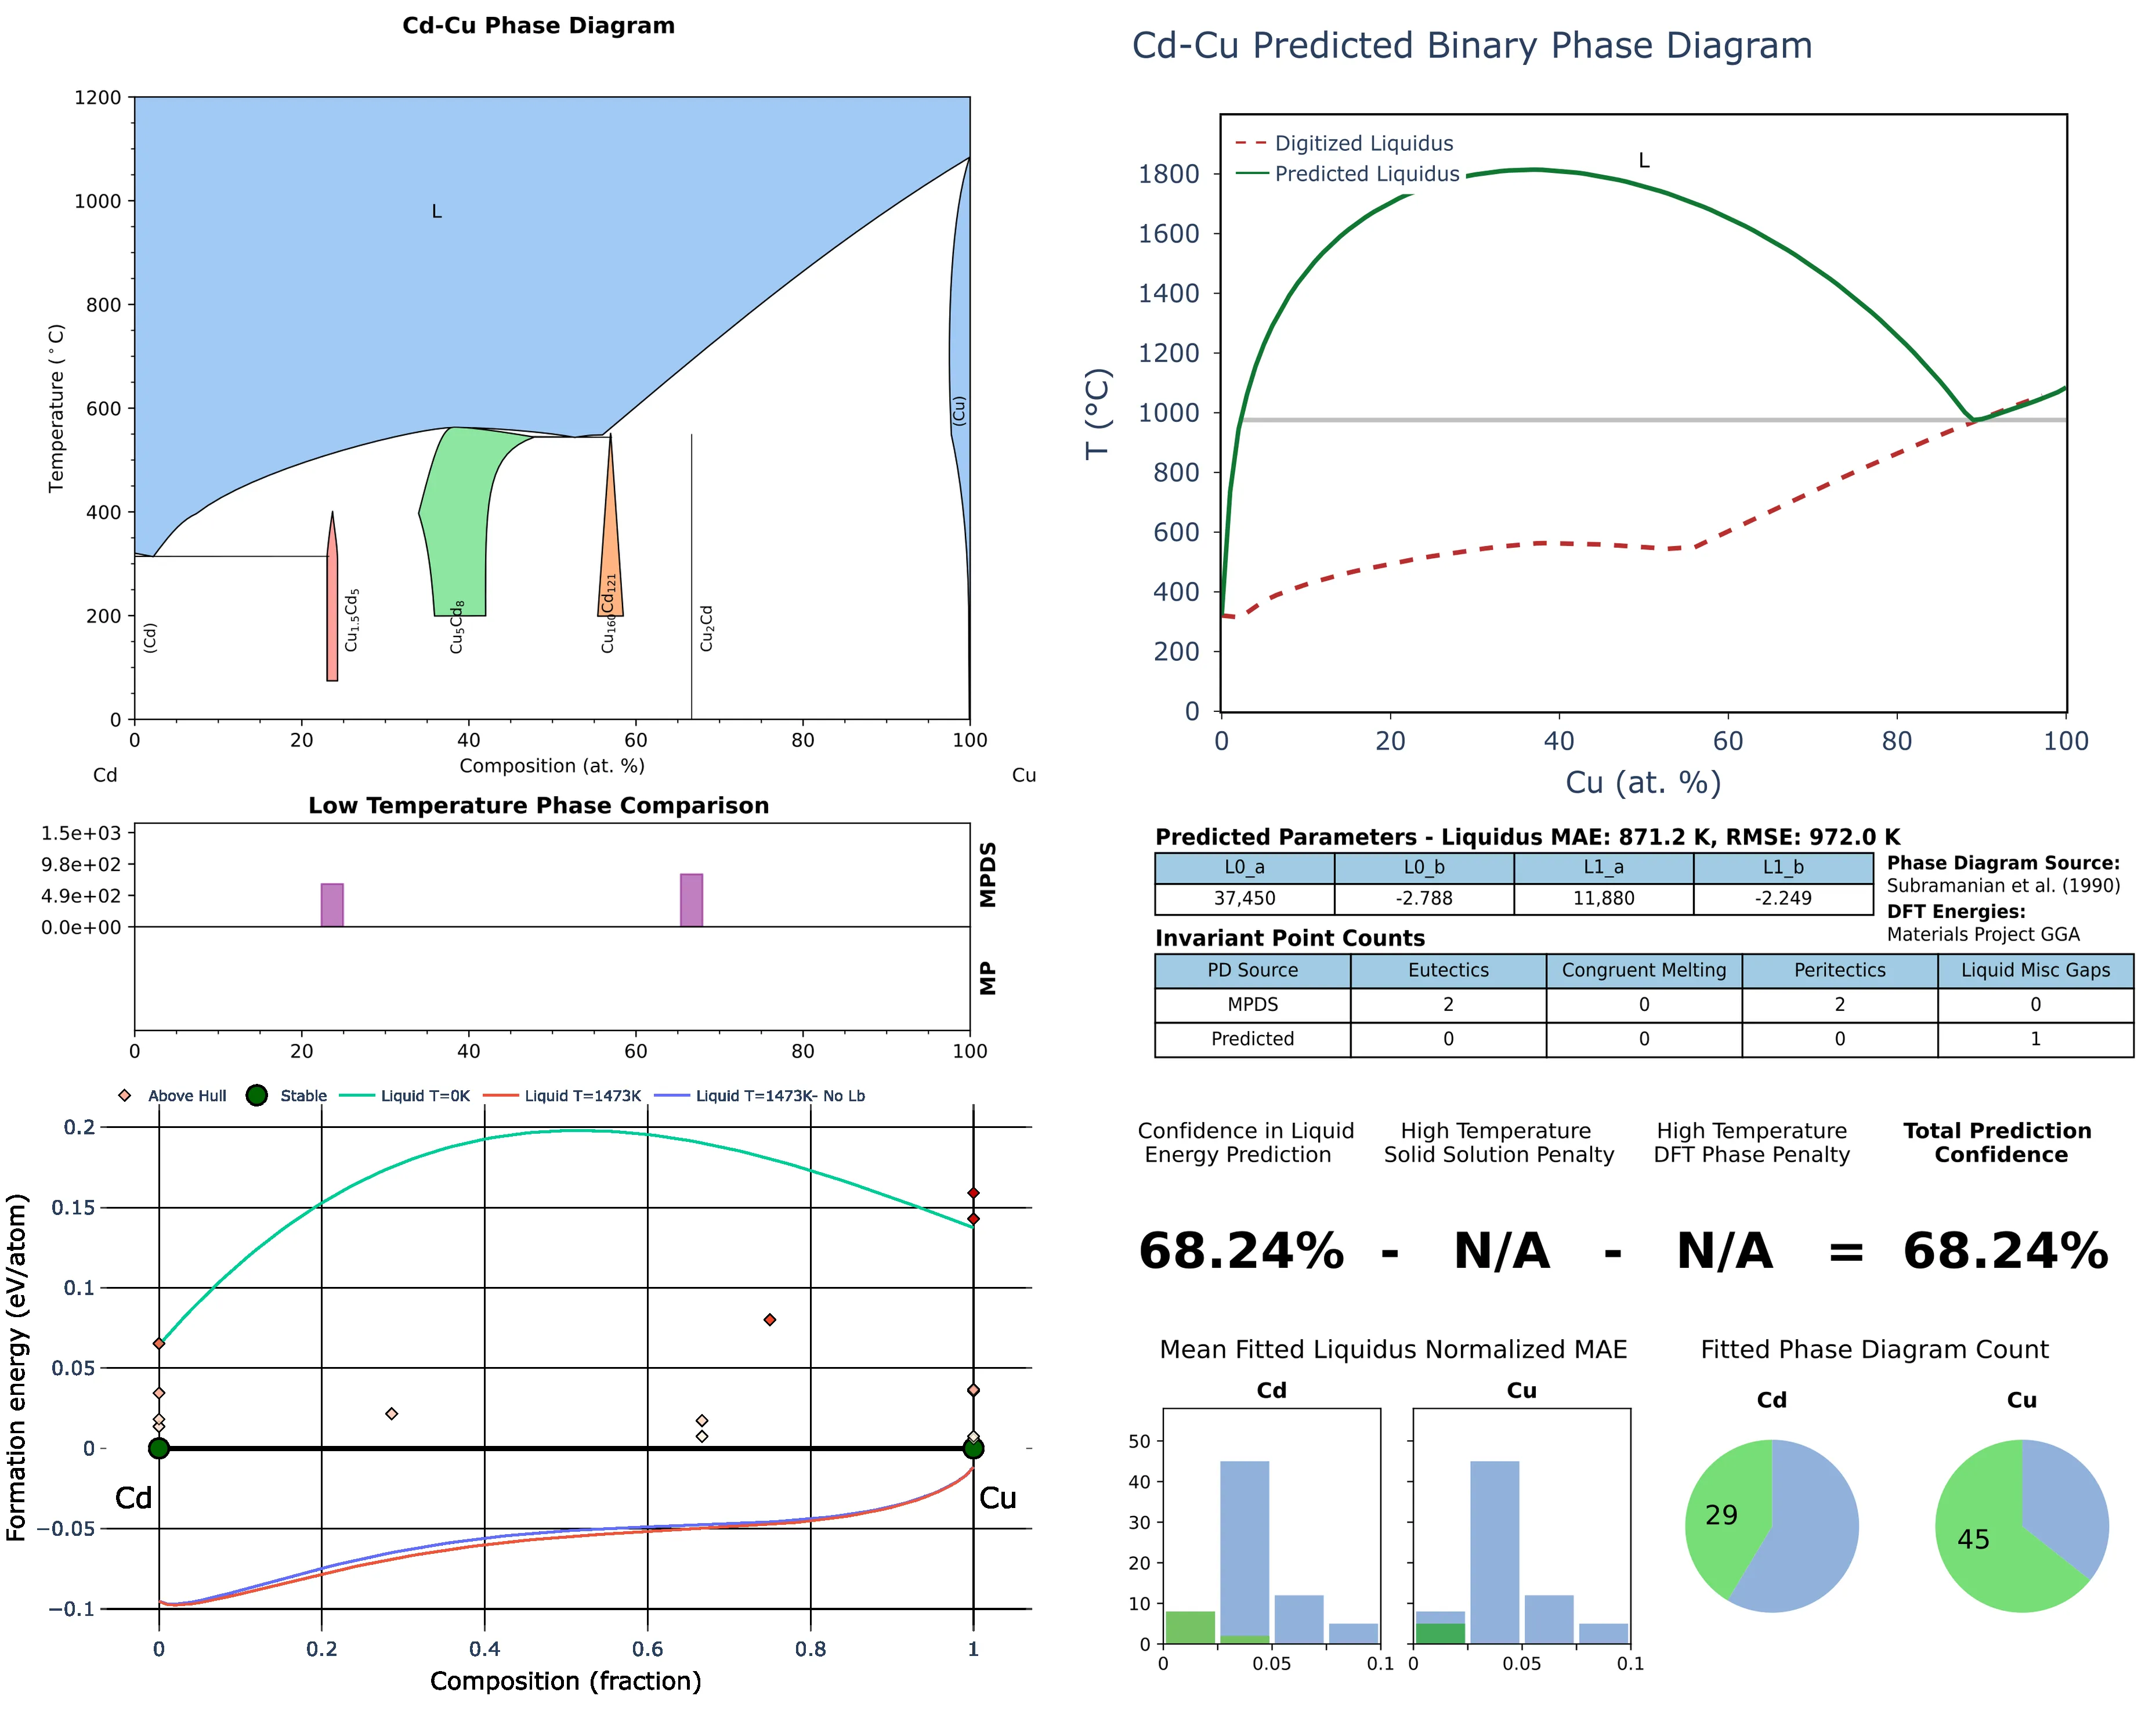 Cd-Cu Phase Diagram
1200
1000
800
600
400
200
0
Temperature (°C)
L
(Cd)
Cu1.5Cd5
Cu5Cd8
Cu160Cd121
Cu2Cd
(Cu)
0 20 40 60 80 100
Composition (at. %)
Cd Cu
Low Temperature Phase Comparison
1.5e+03
9.8e+02
4.9e+02
0.0e+00
MPDS
MP
0 20 40 60 80 100
Above Hull Stable Liquid T=0K Liquid T=1473K Liquid T=1473K- No Lb
0.2
0.15
0.1
0.05
0
−0.05
−0.1
Formation energy (eV/atom)
Cd Cu
0 0.2 0.4 0.6 0.8 1
Composition (fraction)
Cd-Cu Predicted Binary Phase Diagram
Digitized Liquidus
Predicted Liquidus
L
1800
1600
1400
1200
1000
800
600
400
200
0
T (°C)
0 20 40 60 80 100
Cu (at. %)
Predicted Parameters - Liquidus MAE: 871.2 K, RMSE: 972.0 K
L0_a L0_b L1_a L1_b
37,450 -2.788 11,880 -2.249
Phase Diagram Source:
Subramanian et al. (1990)
DFT Energies:
Materials Project GGA
Invariant Point Counts
PD Source Eutectics Congruent Melting Peritectics Liquid Misc Gaps
MPDS 2 0 2 0
Predicted 0 0 0 1
Confidence in Liquid
Energy Prediction
High Temperature
Solid Solution Penalty
High Temperature
DFT Phase Penalty
Total Prediction
Confidence
68.24% - N/A - N/A = 68.24%
Mean Fitted Liquidus Normalized MAE
Cd Cu
50
40
30
20
10
0
0 0.05 0.1 0 0.05 0.1
Fitted Phase Diagram Count
Cd Cu
29 45